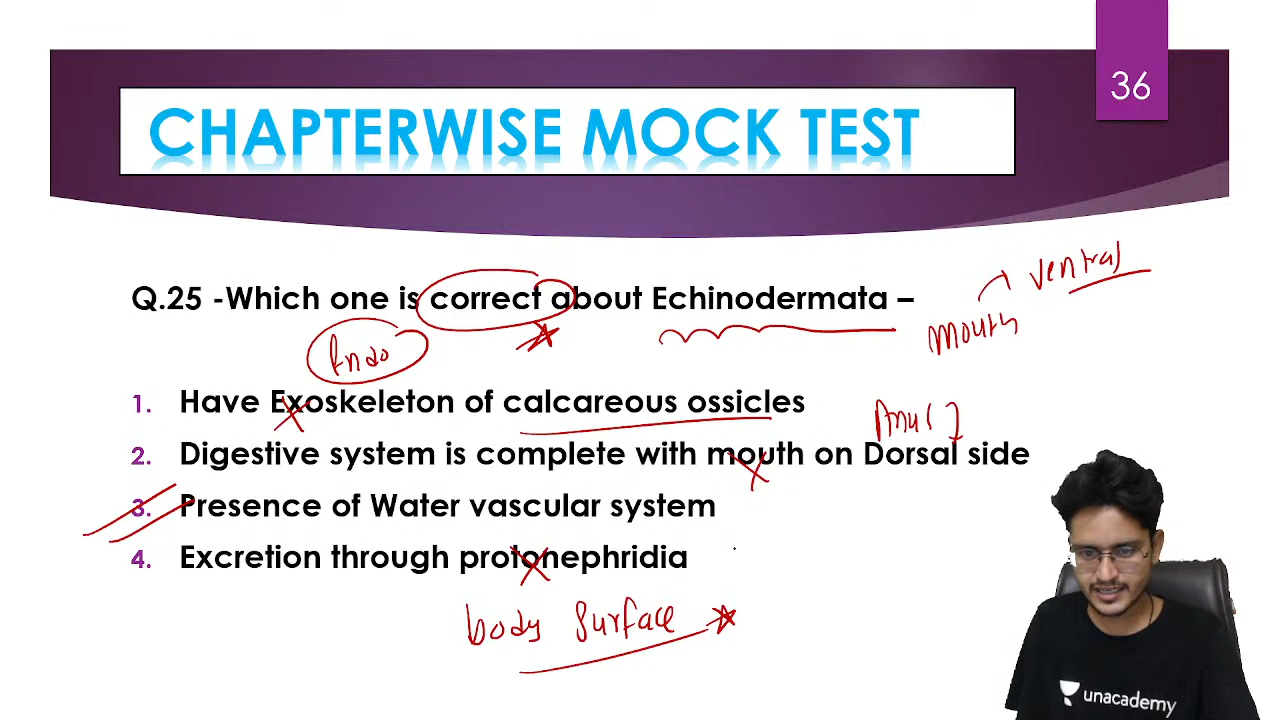 36
CHAPTERWISE MOCK TEST
ventral
Q.25 -Which one is correct about Echinodermata –
mouth
Endo
1. Have Exoskeleton of calcareous ossicles
Anus
2. Digestive system is complete with mouth on Dorsal side
3. Presence of Water vascular system
4. Excretion through protonephridia
body surface
unacademy